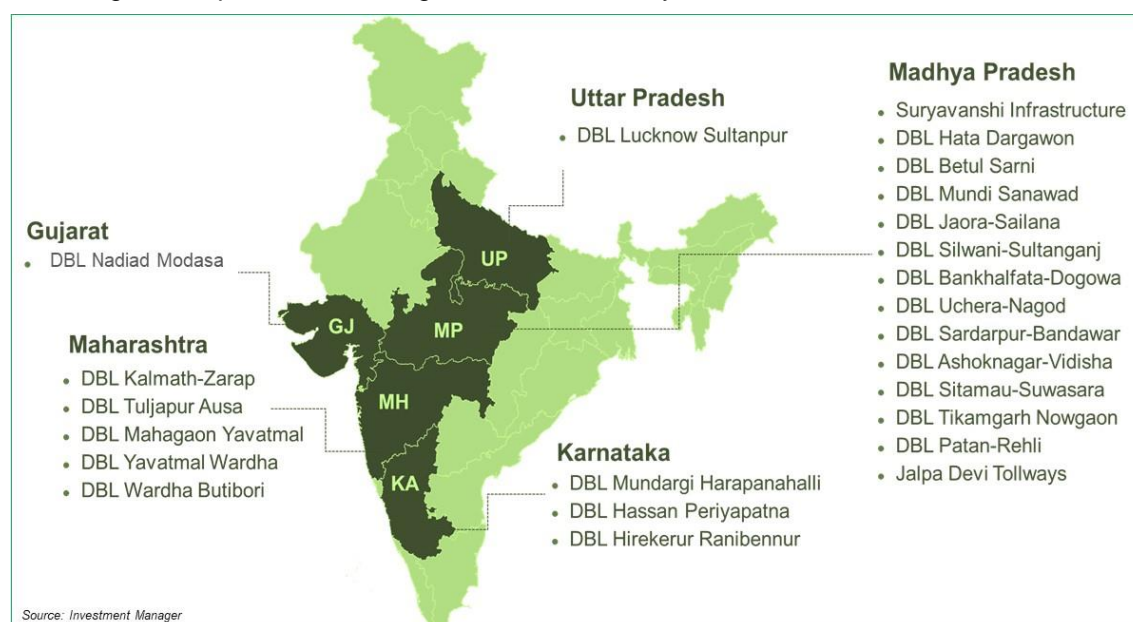 Uttar Pradesh
• DBL Lucknow Sultanpur
Madhya Pradesh
• Suryavanshi Infrastructure
• DBL Hata Dargawon
• DBL Betul Sarni
• DBL Mundi Sanawad
• DBL Jaora-Sailana
• DBL Silwani-Sultanganj
• DBL Bankhalfata-Dogowa
• DBL Uchera-Nagod
• DBL Sardarpur-Bandawar
• DBL Ashoknagar-Vidisha
• DBL Sitamau-Suwasara
• DBL Tikamgarh Nowgaon
• DBL Patan-Rehli
• Jalpa Devi Tollways
Gujarat
• DBL Nadiad Modasa
Maharashtra
• DBL Kalmath-Zarap
• DBL Tuljapur Ausa
• DBL Mahagaon Yavatmal
• DBL Yavatmal Wardha
• DBL Wardha Butibori
Karnataka
• DBL Mundargi Harapanahalli
• DBL Hassan Periyapatna
• DBL Hirekerur Ranibennur
UP
GJ
MP
MH
KA
Source: Investment Manager